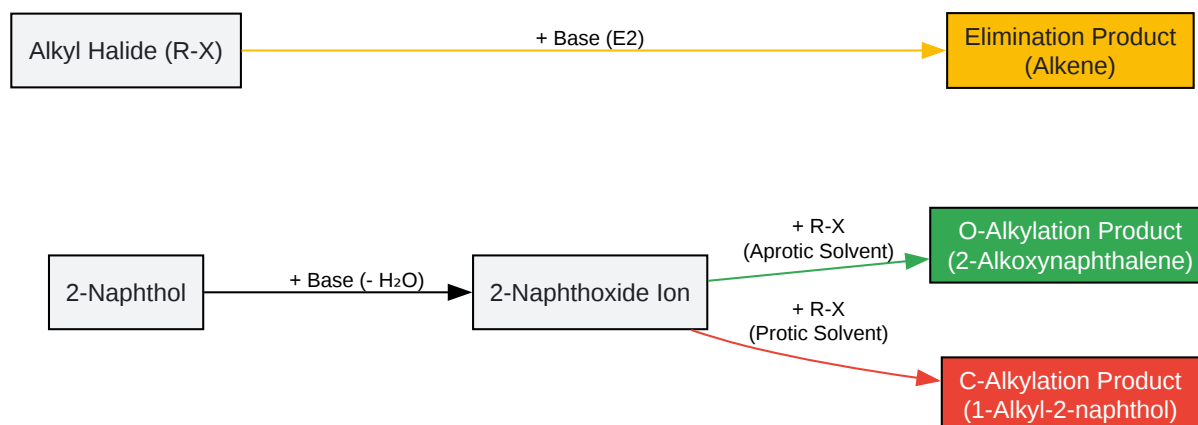 Alkyl Halide (R-X)
+ Base (E2)
Elimination Product
(Alkene)
2-Naphthol
+ Base (- H₂O)
2-Naphthoxide Ion
+ R-X
(Aprotic Solvent)
O-Alkylation Product
(2-Alkoxynaphthalene)
+ R-X
(Protic Solvent)
C-Alkylation Product
(1-Alkyl-2-naphthol)